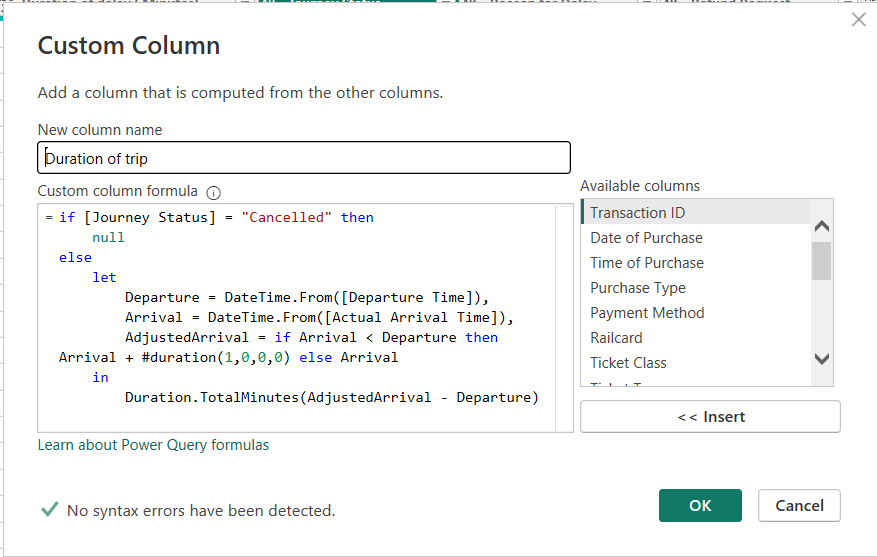 Custom Column
Add a column that is computed from the other columns.
New column name
Duration of trip
Custom column formula
= if [Journey Status] = "Cancelled" then
null
else
let
Departure = DateTime.From([Departure Time]),
Arrival = DateTime.From([Actual Arrival Time]),
AdjustedArrival = if Arrival < Departure then
Arrival + #duration(1,0,0,0) else Arrival
in
Duration.TotalMinutes(AdjustedArrival - Departure)
Available columns
Transaction ID
Date of Purchase
Time of Purchase
Purchase Type
Payment Method
Railcard
Ticket Class
<< Insert
Learn about Power Query formulas
No syntax errors have been detected.
OK
Cancel